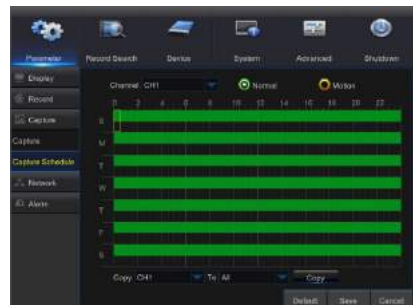 Parameter Record Search Device System Advanced Shutdown
Display
Record
Capture
Capture
Capture Schedule
Network
Alarm
Channel CH1 Normal Motion
0 2 4 6 8 10 12 14 16 18 20 22
S
M
T
W
T
F
S
Copy CH1 To All Copy
Default Save Cancel